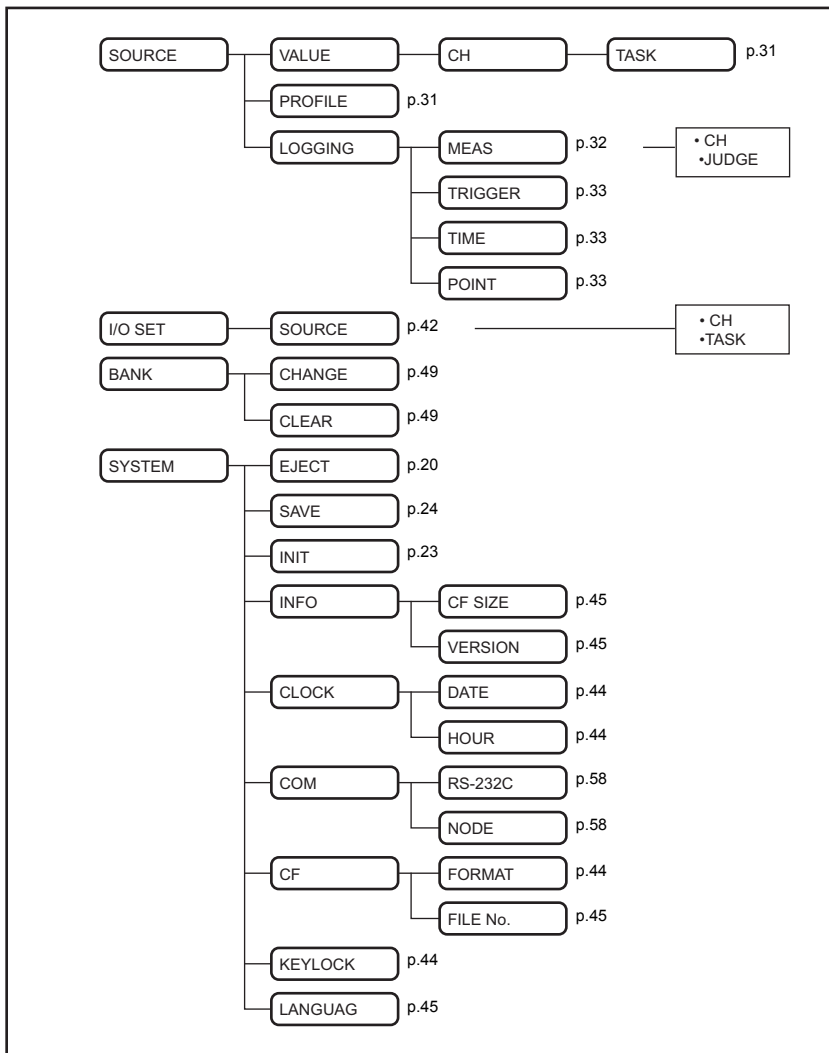 SOURCE VALUE CH TASK p.31
PROFILE p.31
LOGGING MEAS p.32 • CH
•JUDGE
TRIGGER p.33
TIME p.33
POINT p.33
I/O SET SOURCE p.42 • CH
•TASK
BANK CHANGE p.49
CLEAR p.49
SYSTEM EJECT p.20
SAVE p.24
INIT p.23
INFO CF SIZE p.45
VERSION p.45
CLOCK DATE p.44
HOUR p.44
COM RS-232C p.58
NODE p.58
CF FORMAT p.44
FILE No. p.45
KEYLOCK p.44
LANGUAG p.45